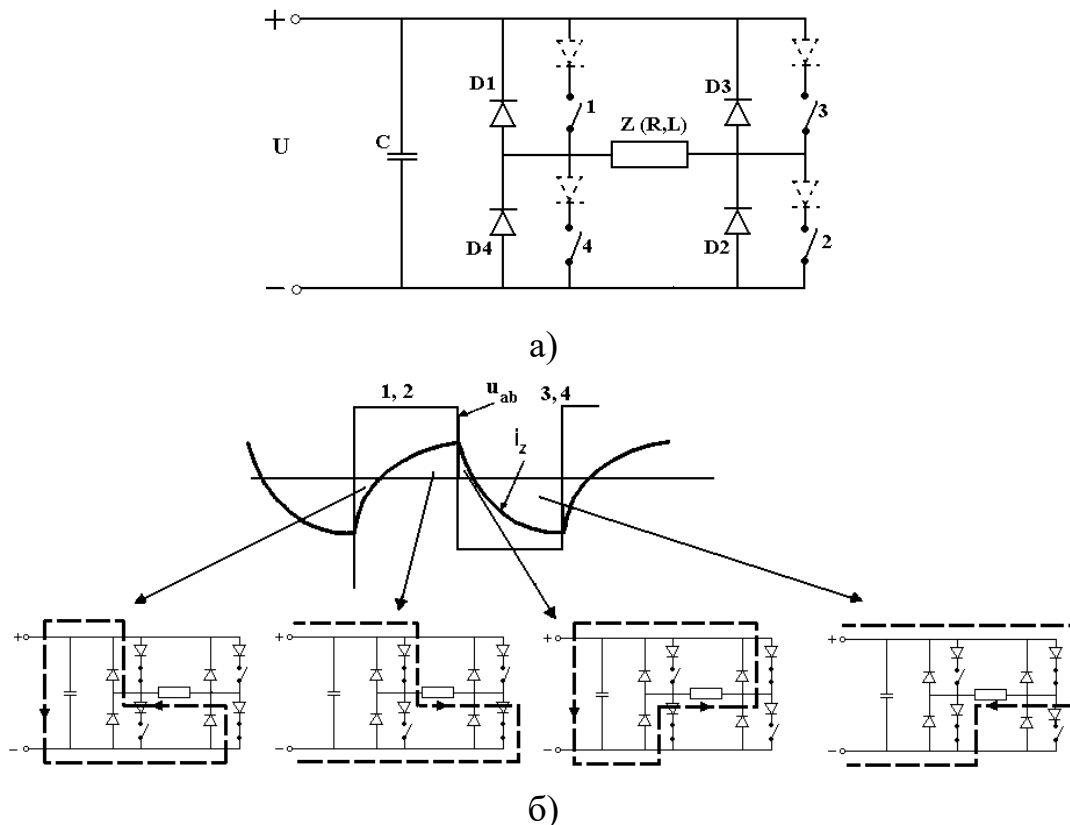 +
D1
1
D3
3
Z (R,L)
U
C
D4
4
D2
2
−
а)
1, 2
u_ab
3, 4
i_z
+ + + +
− − − −
б)